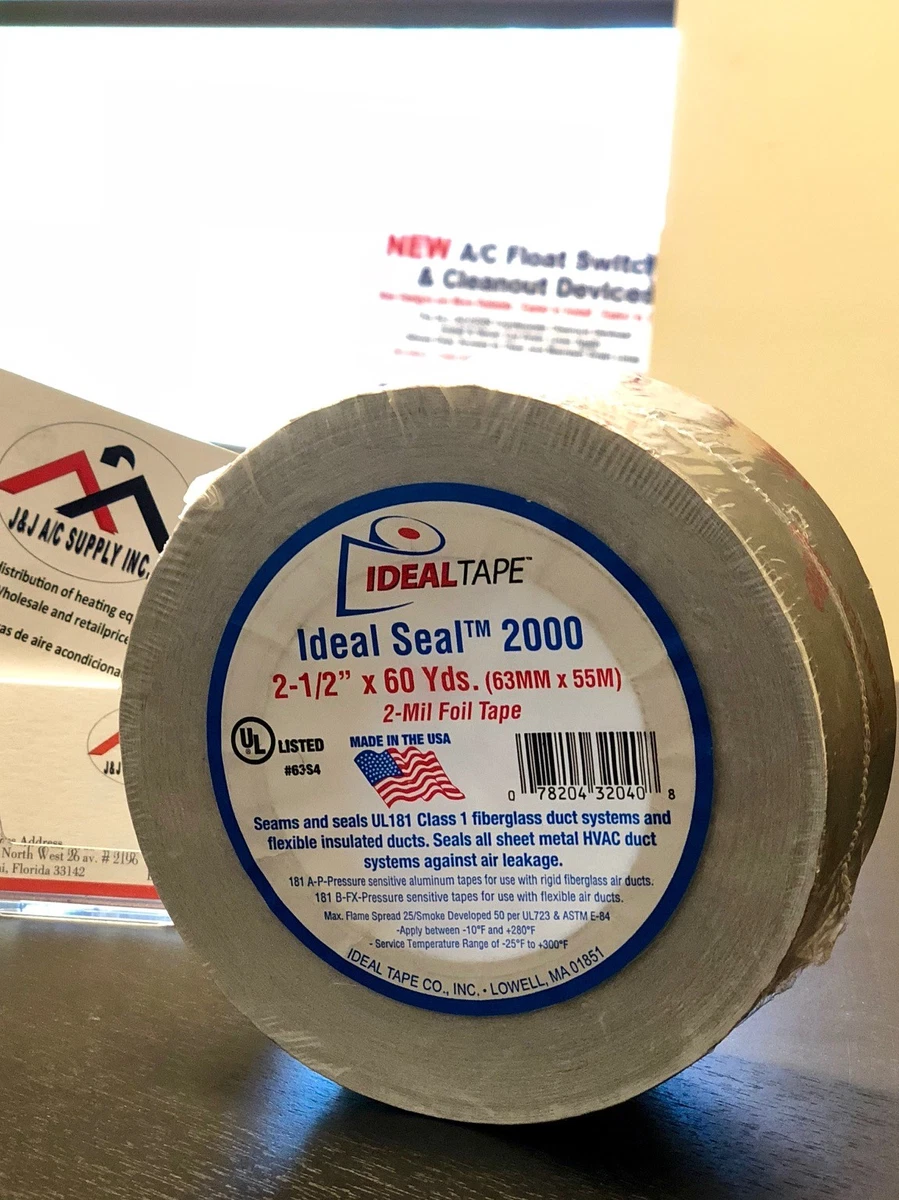 NEW A/C Float Switch
& Cleanout Devices
J&J A/C SUPPLY INC.
istribution of heating eq
holesale and retailprice
as de aire acondiciona
J&J
Address
North West 26 av. # 2196
i, Florida 33142
IDEALTAPE™
Ideal Seal™ 2000
2-1/2" x 60 Yds. (63MM x 55M)
2-Mil Foil Tape
UL LISTED
#63S4
MADE IN THE USA
0 78204 32040 8
Seams and seals UL181 Class 1 fiberglass duct systems and
flexible insulated ducts. Seals all sheet metal HVAC duct
systems against air leakage.
181 A-P-Pressure sensitive aluminum tapes for use with rigid fiberglass air ducts.
181 B-FX-Pressure sensitive tapes for use with flexible air ducts.
Max. Flame Spread 25/Smoke Developed 50 per UL723 & ASTM E-84
-Apply between -10°F and +280°F
- Service Temperature Range of -25°F to +300°F
IDEAL TAPE CO., INC. • LOWELL, MA 01851